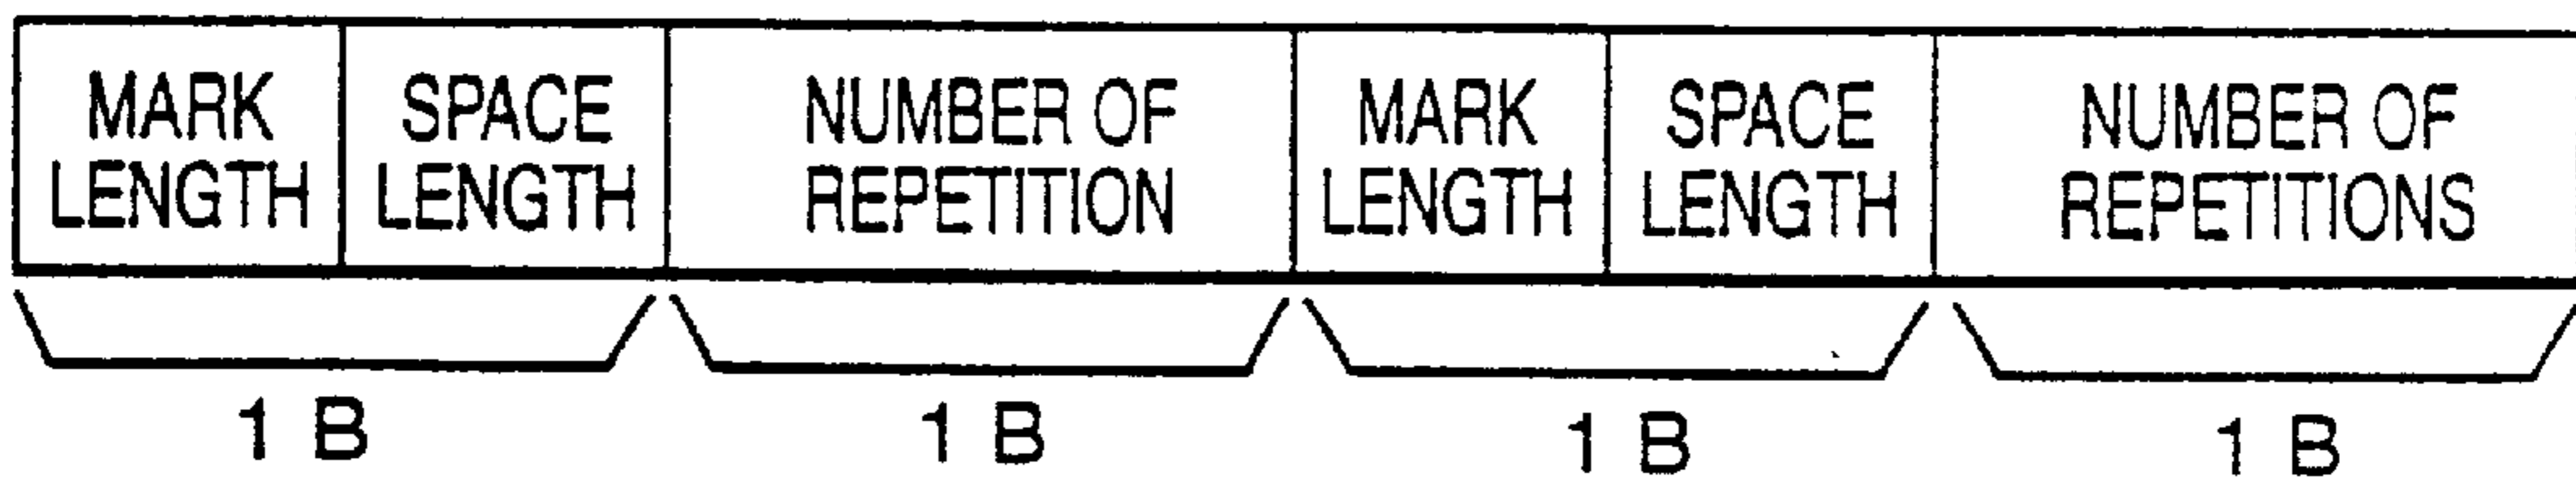 MARK
LENGTH
SPACE
LENGTH
NUMBER OF
REPETITION
MARK
LENGTH
SPACE
LENGTH
NUMBER OF
REPETITIONS
1 B
1 B
1 B
1 B